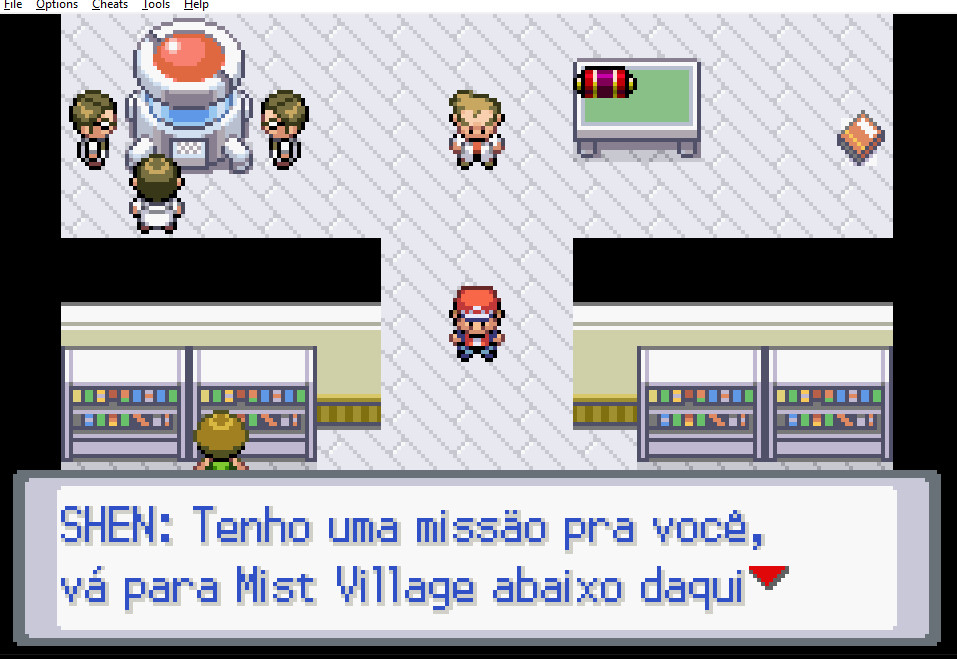 File Options Cheats Tools Help
SHEN: Tenho uma missão pra você,
vá para Mist Village abaixo daqui